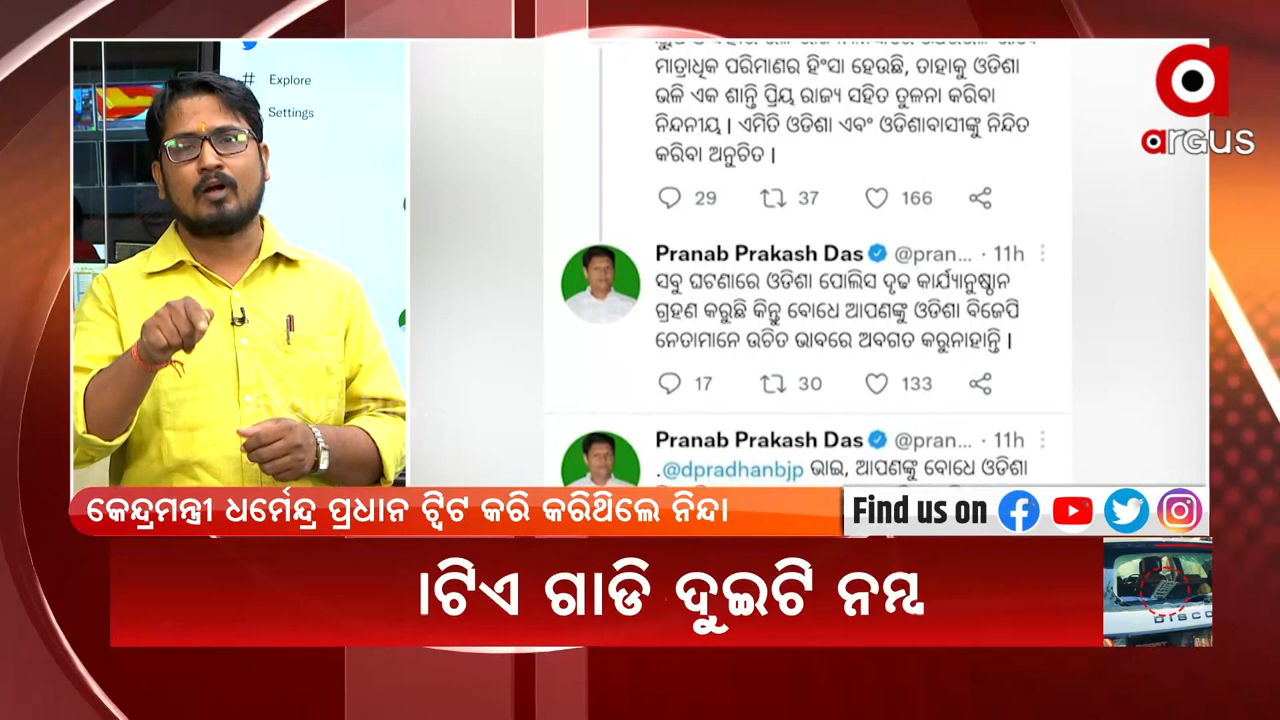 # Explore
Settings
ମାତ୍ରାଧିକ ପରିମାଣର ହିଂସା ହେଉଛି, ତାହାକୁ ଓଡିଶା
ଭଳି ଏକ ଶାନ୍ତି ପ୍ରିୟ ରାଜ୍ୟ ସହିତ ତୁଳନା କରିବା
ନିନ୍ଦନୀୟ | ଏମିତି ଓଡିଶା ଏବଂ ଓଡିଶାବାସୀଙ୍କୁ ନିନ୍ଦିତ
କରିବା ଅନୁଚିତ |
29 37 166
Pranab Prakash Das @pran... · 11h
ସବୁ ଘଟଣାରେ ଓଡିଶା ପୋଲିସ ଦୃଢ କାର୍ଯ୍ୟାନୁଷ୍ଠାନ
ଗ୍ରହଣ କରୁଛି କିନ୍ତୁ ବୋଧେ ଆପଣଙ୍କୁ ଓଡିଶା ବିଜେପି
ନେତାମାନେ ଉଚିତ ଭାବରେ ଅବଗତ କରୁନାହାନ୍ତି |
17 30 133
Pranab Prakash Das @pran... · 11h
.@dpradhanbjp ଭାଇ, ଆପଣଙ୍କୁ ବୋଧେ ଓଡିଶା
argus
କେନ୍ଦ୍ରମନ୍ତ୍ରୀ ଧର୍ମେନ୍ଦ୍ର ପ୍ରଧାନ ଟ୍ୱିଟ କରି କରିଥିଲେ ନିନ୍ଦା
Find us on
ଗୋଟିଏ ଗାଡି ଦୁଇଟି
DISCO